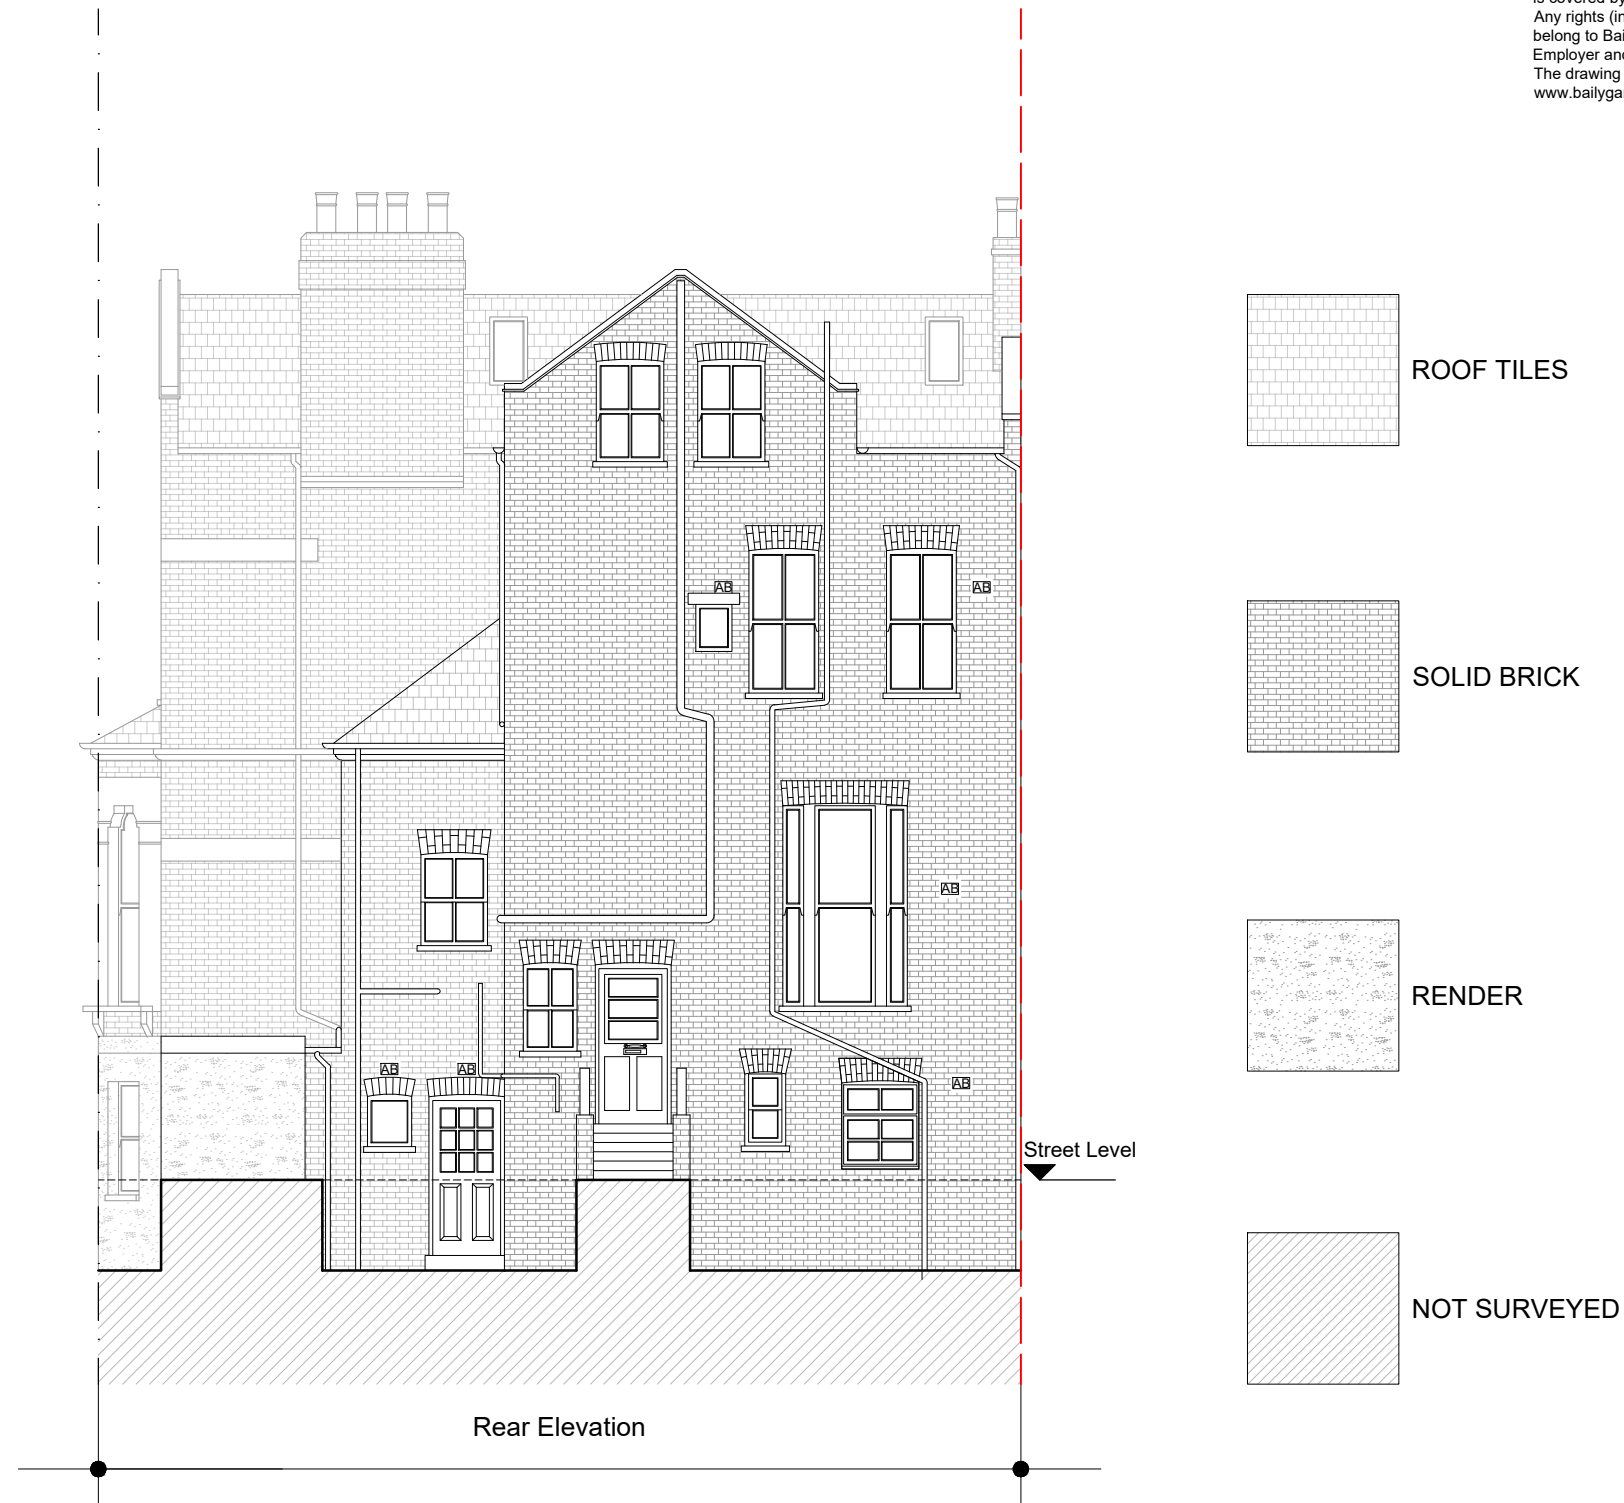 is covered by
Any rights (in
belong to Bai
Employer and
The drawing
www.bailyga
ROOF TILES
AB
AB
SOLID BRICK
AB
RENDER
AB
AB
AB
Street Level
NOT SURVEYED
Rear Elevation